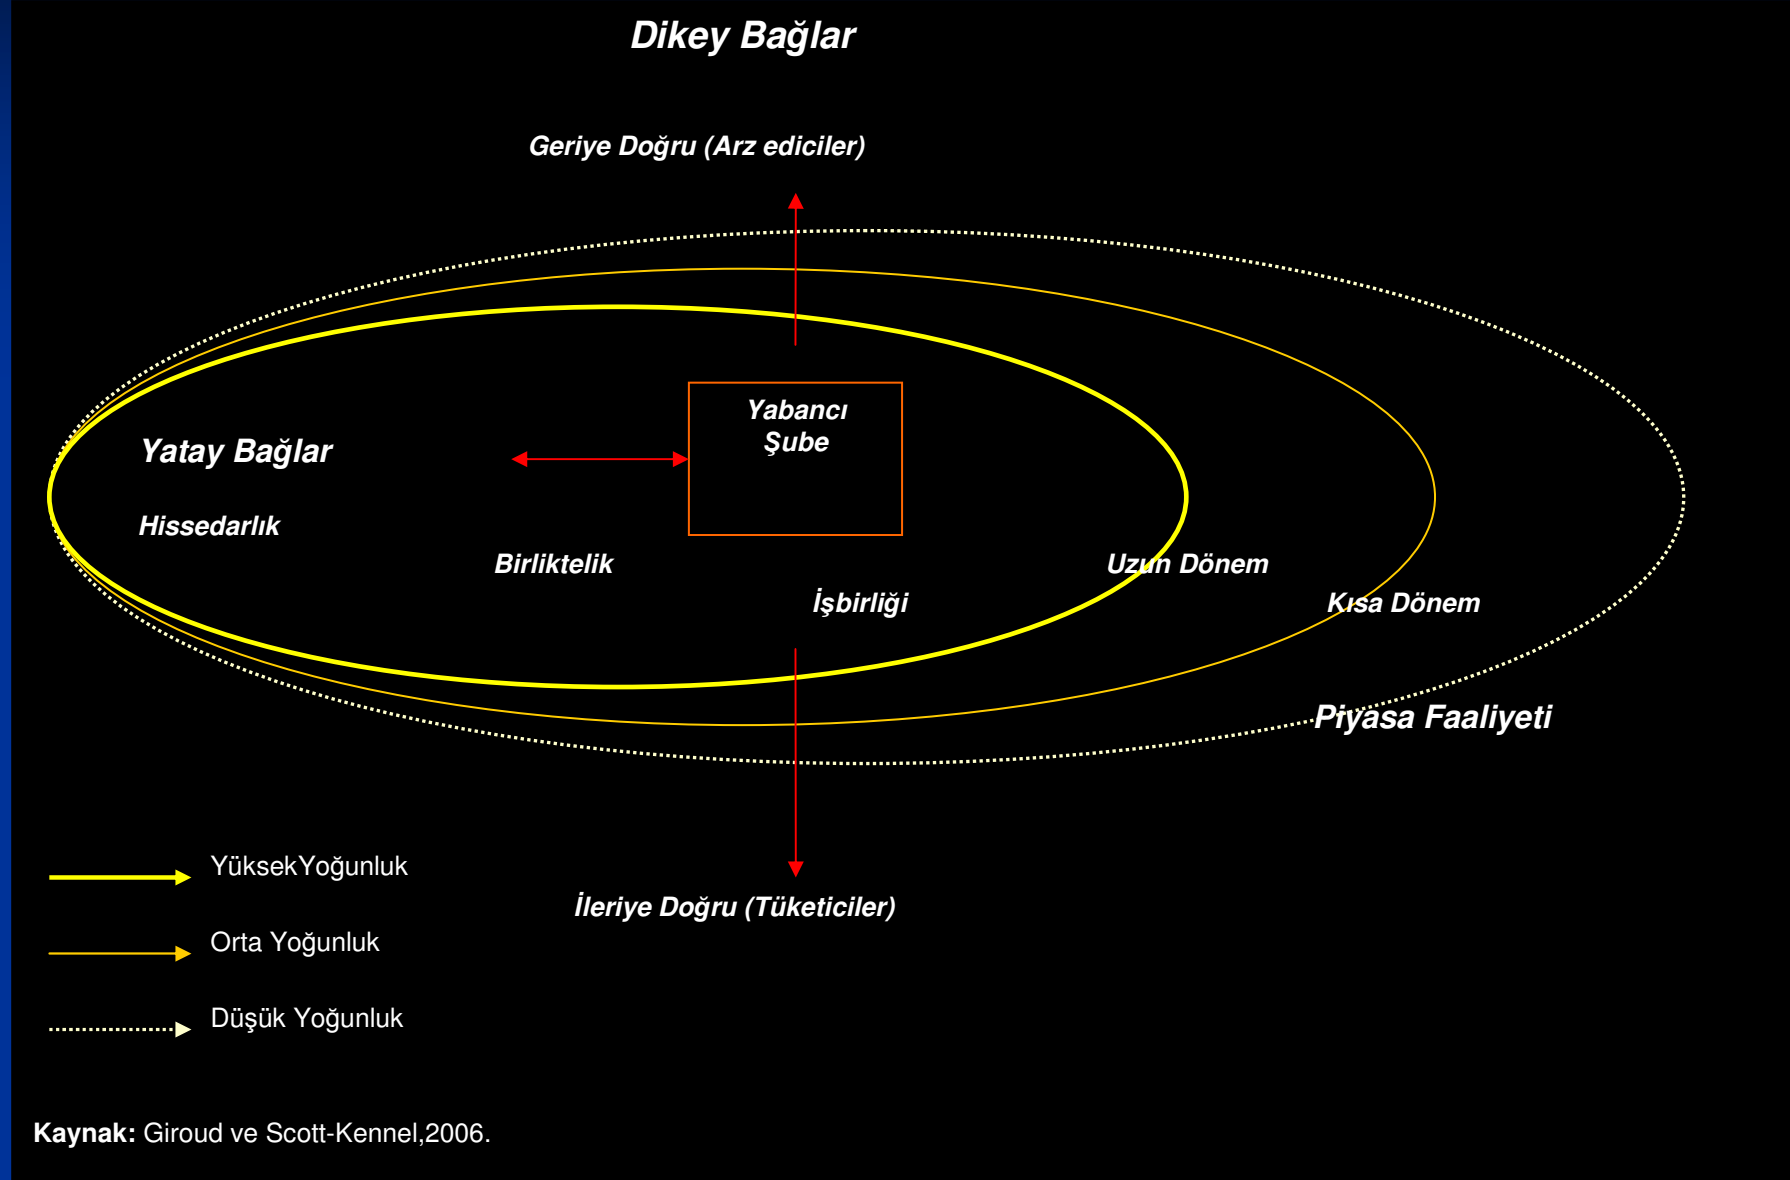 Dikey Bağlar
Geriye Doğru (Arz ediciler)
Yabancı
Şube
Yatay Bağlar
Hissedarlık
Birliktelik
Uzun Dönem
İşbirliği
Kısa Dönem
Piyasa Faaliyeti
YüksekYoğunluk
İleriye Doğru (Tüketiciler)
Orta Yoğunluk
Düşük Yoğunluk
Kaynak: Giroud ve Scott-Kennel,2006.